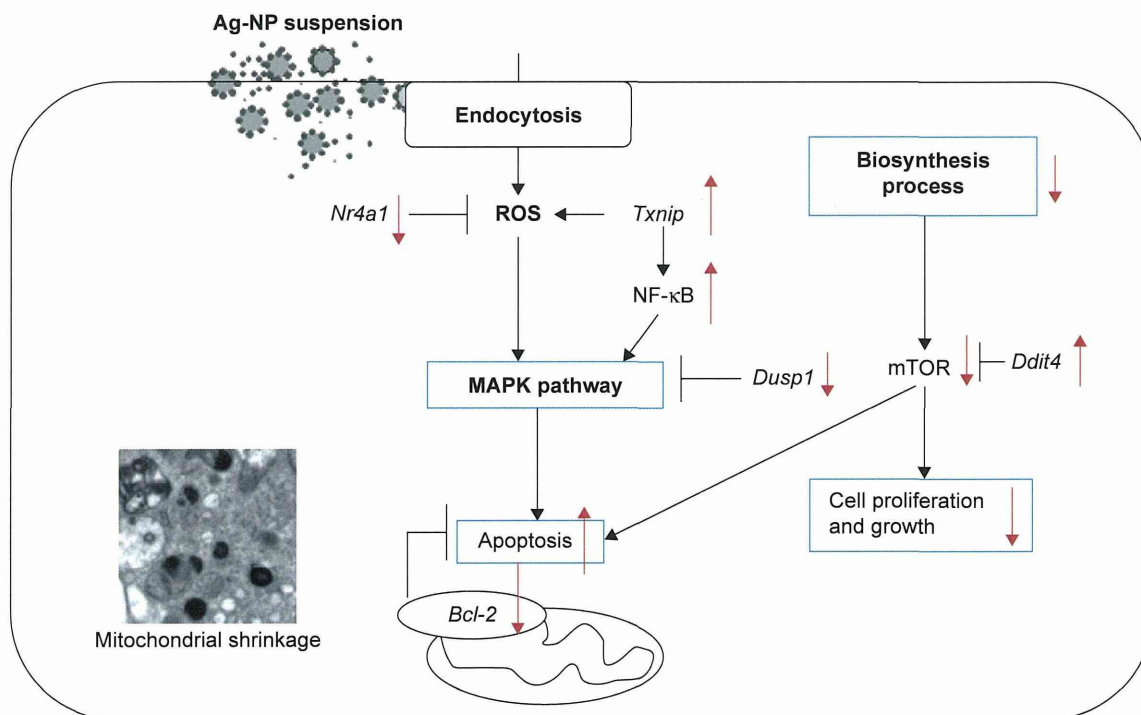 Ag-NP suspension
Endocytosis
Biosynthesis
process
Nr4a1
ROS
Txnip
NF-κB
MAPK pathway
Dusp1
mTOR
Ddit4
Cell proliferation
and growth
Apoptosis
Bcl-2
Mitochondrial shrinkage